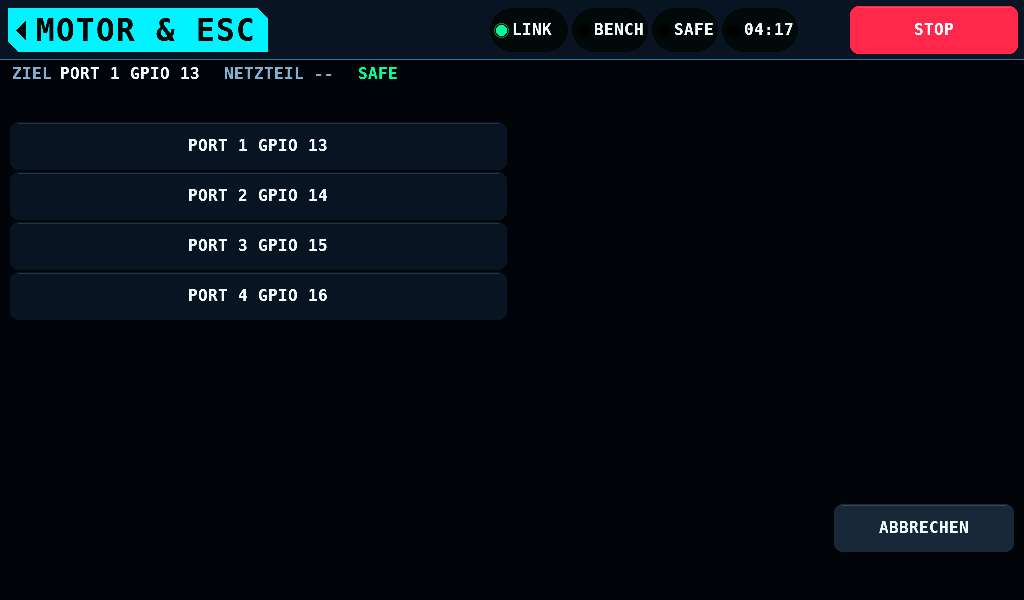 MOTOR & ESC LINK BENCH SAFE 04:17 STOP
ZIEL PORT 1 GPIO 13 NETZTEIL -- SAFE
PORT 1 GPIO 13
PORT 2 GPIO 14
PORT 3 GPIO 15
PORT 4 GPIO 16
ABBRECHEN